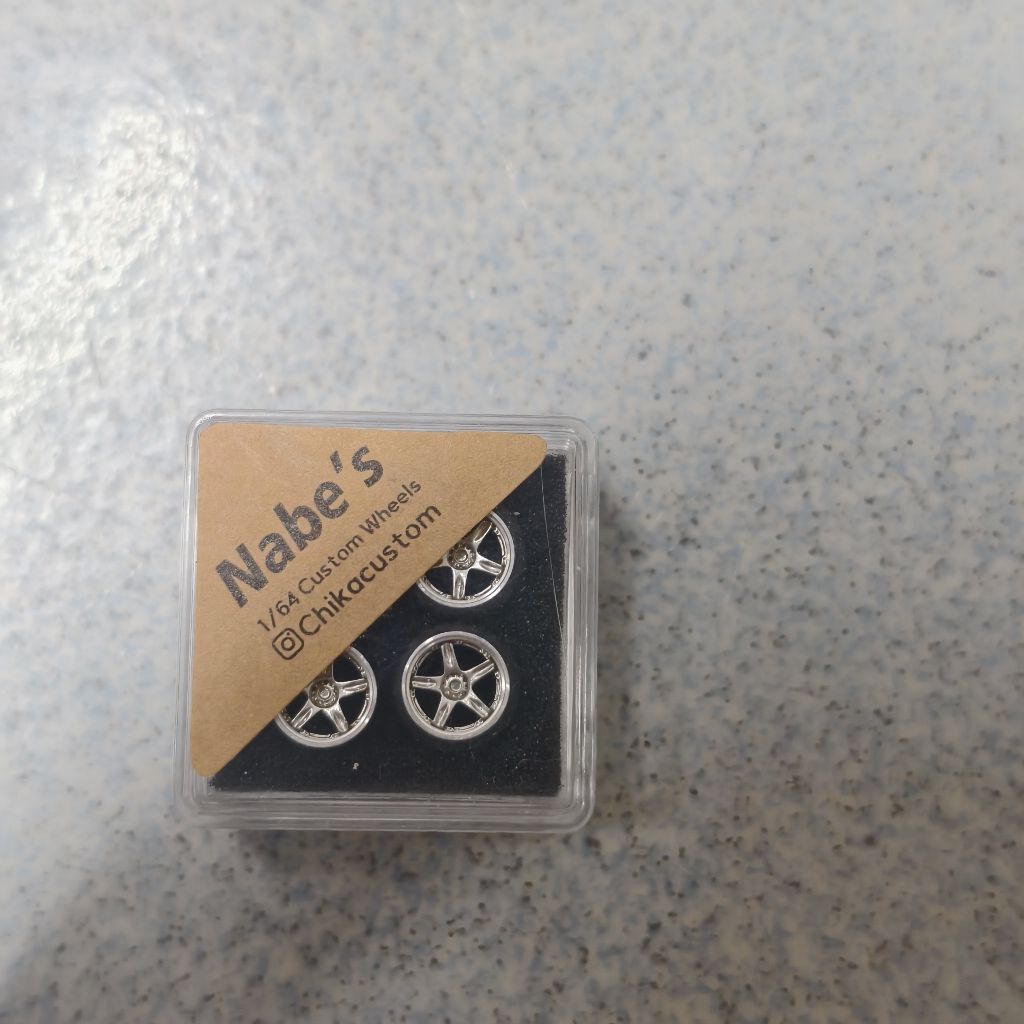 Nabe's
1/64 Custom Wheels
Chikacustom